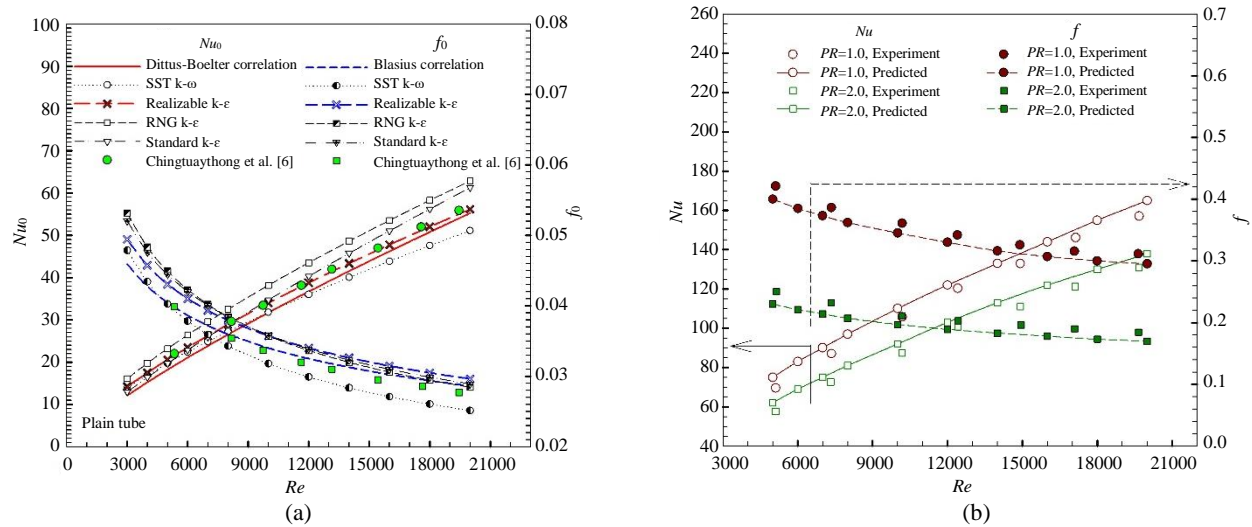 100
90
80
70
60
50
40
30
20
10
0
Nu0
Nu0
f0
Dittus-Boelter correlation
Blasius correlation
SST k-ω
SST k-ω
Realizable k-ε
Realizable k-ε
RNG k-ε
RNG k-ε
Standard k-ε
Standard k-ε
Chingtuaythong et al. [6]
Chingtuaythong et al. [6]
Plain tube
0.08
0.07
0.06
0.05
0.04
0.03
0.02
f0
0 3000 6000 9000 12000 15000 18000 21000
Re
(a)
260
240
220
200
180
160
140
120
100
80
60
40
Nu
Nu
f
PR=1.0, Experiment
PR=1.0, Experiment
PR=1.0, Predicted
PR=1.0, Predicted
PR=2.0, Experiment
PR=2.0, Experiment
PR=2.0, Predicted
PR=2.0, Predicted
0.7
0.6
0.5
0.4
0.3
0.2
0.1
0.0
f
3000 6000 9000 12000 15000 18000 21000
Re
(b)